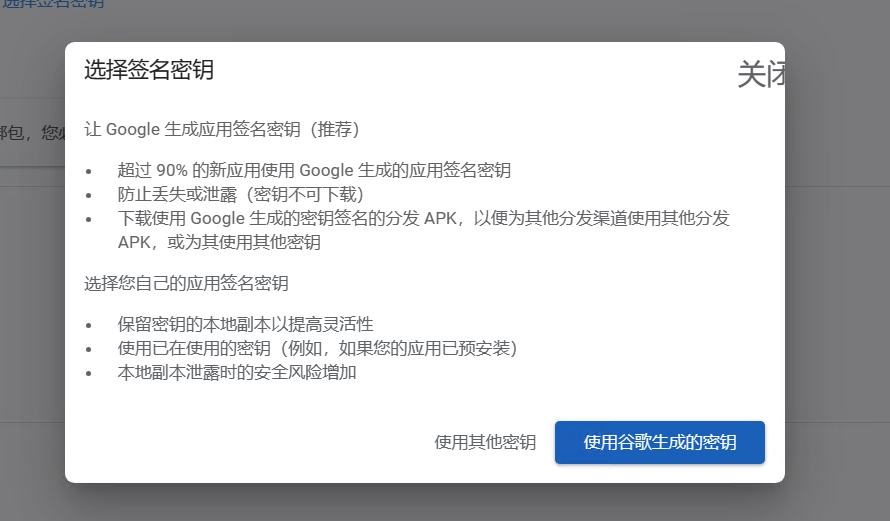 选择签名密钥
选择签名密钥
关闭
让 Google 生成应用签名密钥（推荐）
绑包，您必
• 超过 90% 的新应用使用 Google 生成的应用签名密钥
• 防止丢失或泄露（密钥不可下载）
• 下载使用 Google 生成的密钥签名的分发 APK，以便为其他分发渠道使用其他分发
APK，或为其使用其他密钥
选择您自己的应用签名密钥
• 保留密钥的本地副本以提高灵活性
• 使用已在使用的密钥（例如，如果您的应用已预安装）
• 本地副本泄露时的安全风险增加
使用其他密钥
使用谷歌生成的密钥